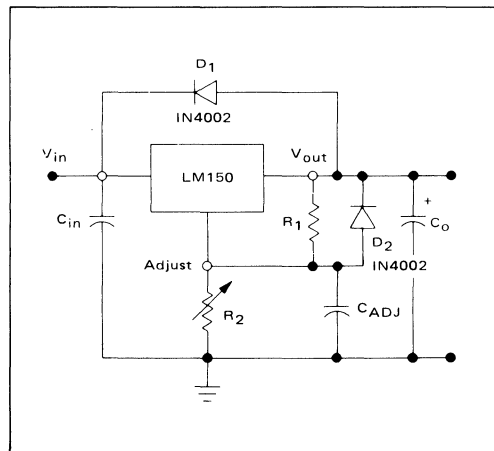 D1
IN4002
Vin
Vout
LM150
Cin
R1
+
Co
D2
IN4002
Adjust
CADJ
R2